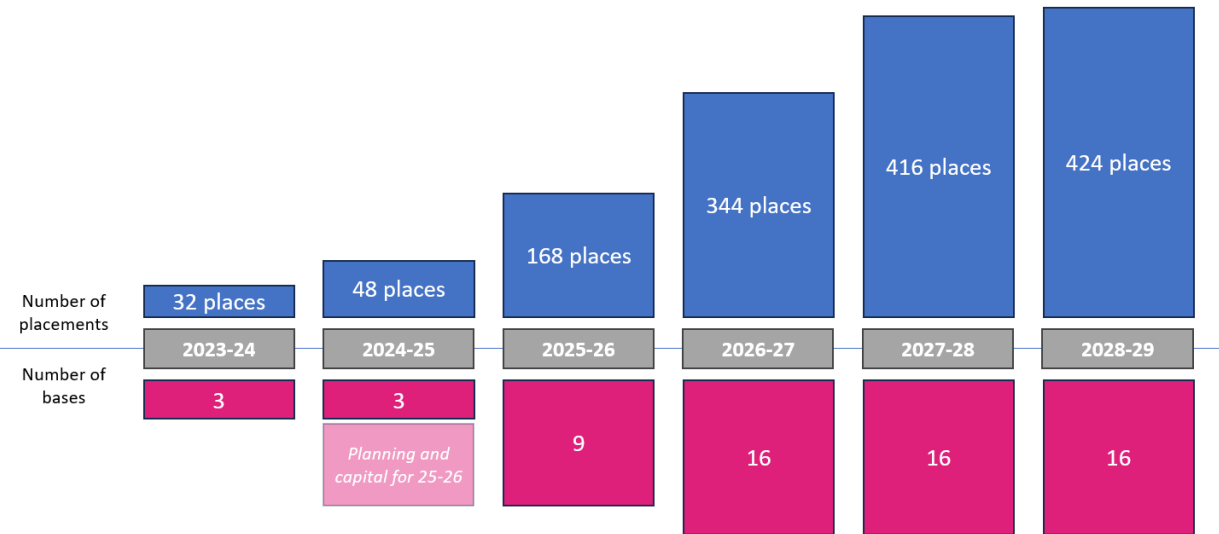 32 places
48 places
168 places
344 places
416 places
424 places
Number of
placements
2023-24
2024-25
2025-26
2026-27
2027-28
2028-29
Number of
bases
3
3
9
16
16
16
Planning and
capital for 25-26